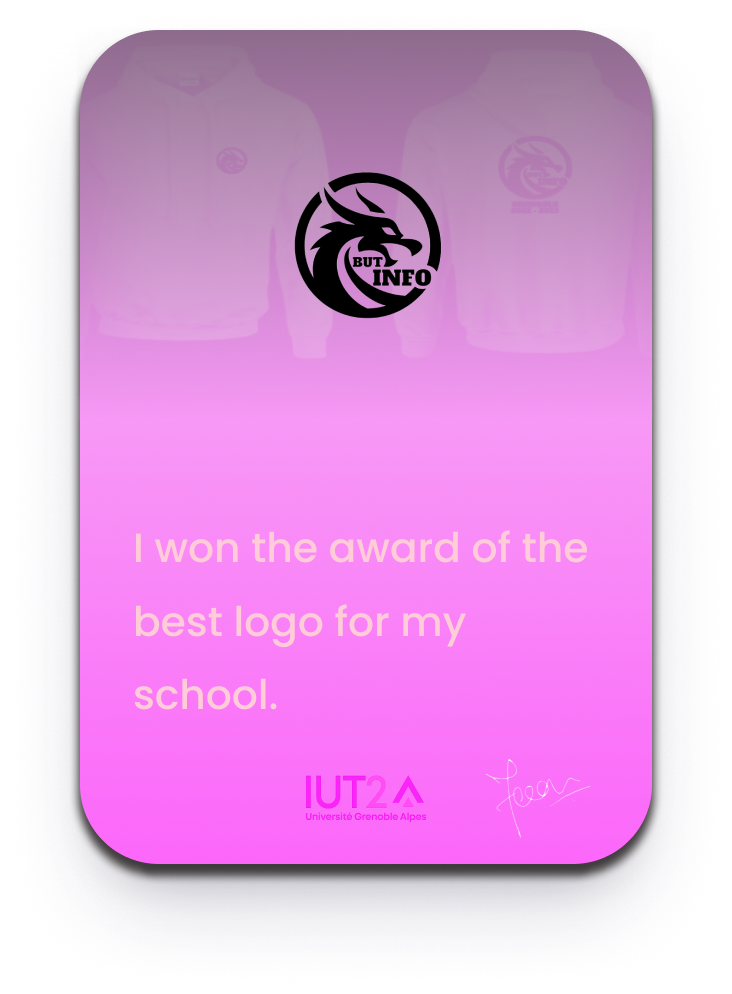 BUT
INFO
I won the award of the
best logo for my
school.
IUT2
Université Grenoble Alpes